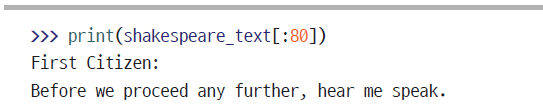 >>> print(shakespeare_text[:80])
First Citizen:
Before we proceed any further, hear me speak.